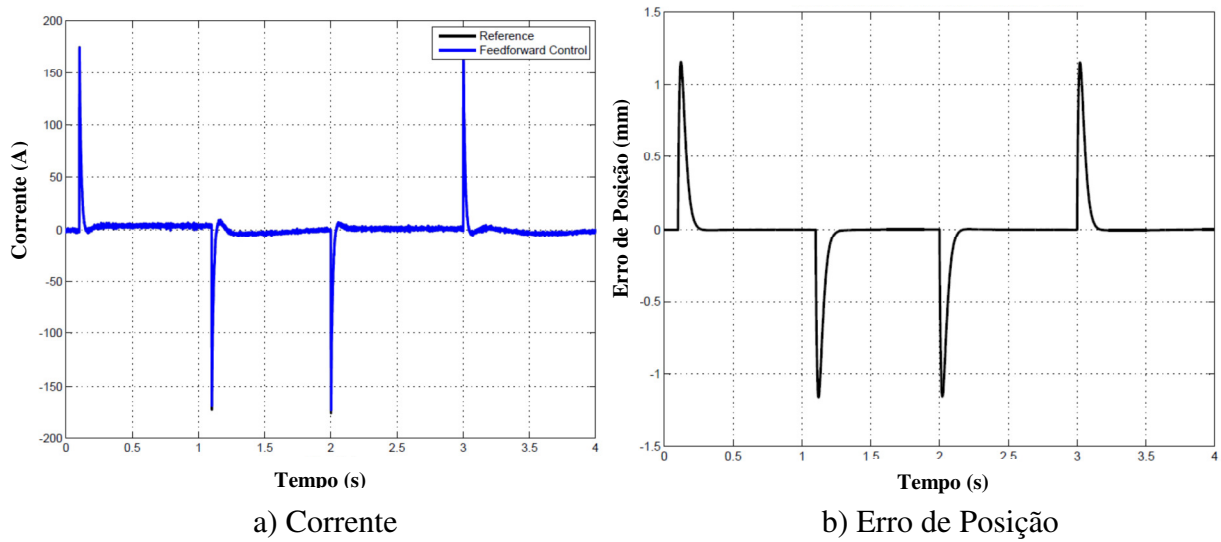 200
150
100
50
0
-50
-100
-150
-200
Corrente (A)
Reference
Feedforward Control
0 0.5 1 1.5 2 2.5 3 3.5 4
Tempo (s)
a) Corrente
1.5
1
0.5
0
-0.5
-1
-1.5
Erro de Posição (mm)
0 0.5 1 1.5 2 2.5 3 3.5 4
Tempo (s)
b) Erro de Posição